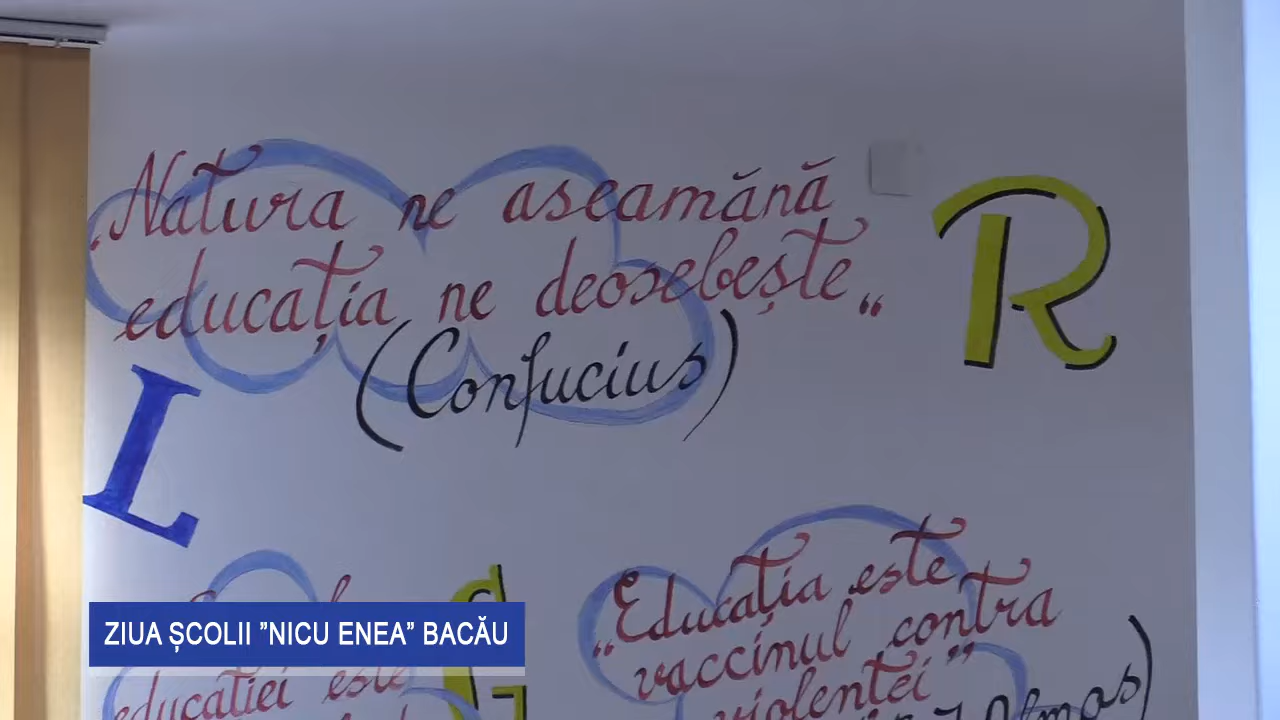 „Natura ne aseamănă
educația ne deosebește„
(Confucius)
R
L
G
„Educația este
vaccinul contra
violenței”
ZIUA ȘCOLII ”NICU ENEA” BACĂU
educației este